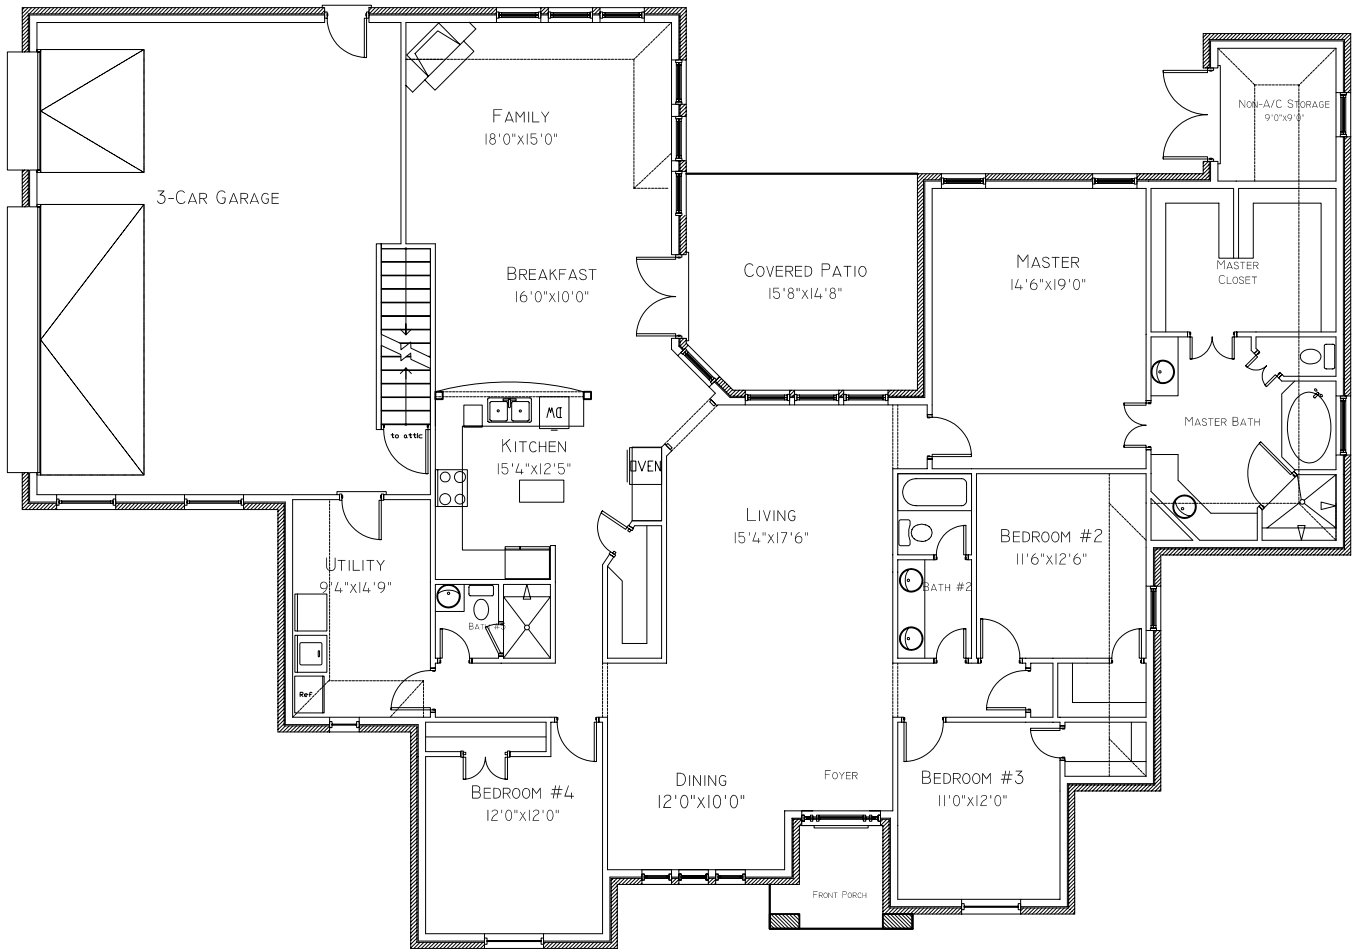 FAMILY
18'0"x15'0"
NON-A/C STORAGE
9'0"x9'0"
3-CAR GARAGE
BREAKFAST
16'0"x10'0"
COVERED PATIO
15'8"x14'8"
MASTER
14'6"x19'0"
MASTER
CLOSET
to attic
DW
KITCHEN
15'4"x12'5"
OVEN
MASTER BATH
LIVING
15'4"x17'6"
BEDROOM #2
11'6"x12'6"
UTILITY
9'4"x14'9"
BATH #2
BATH #3
Ref.
DINING
12'0"x10'0"
FOYER
BEDROOM #3
11'0"x12'0"
BEDROOM #4
12'0"x12'0"
FRONT PORCH